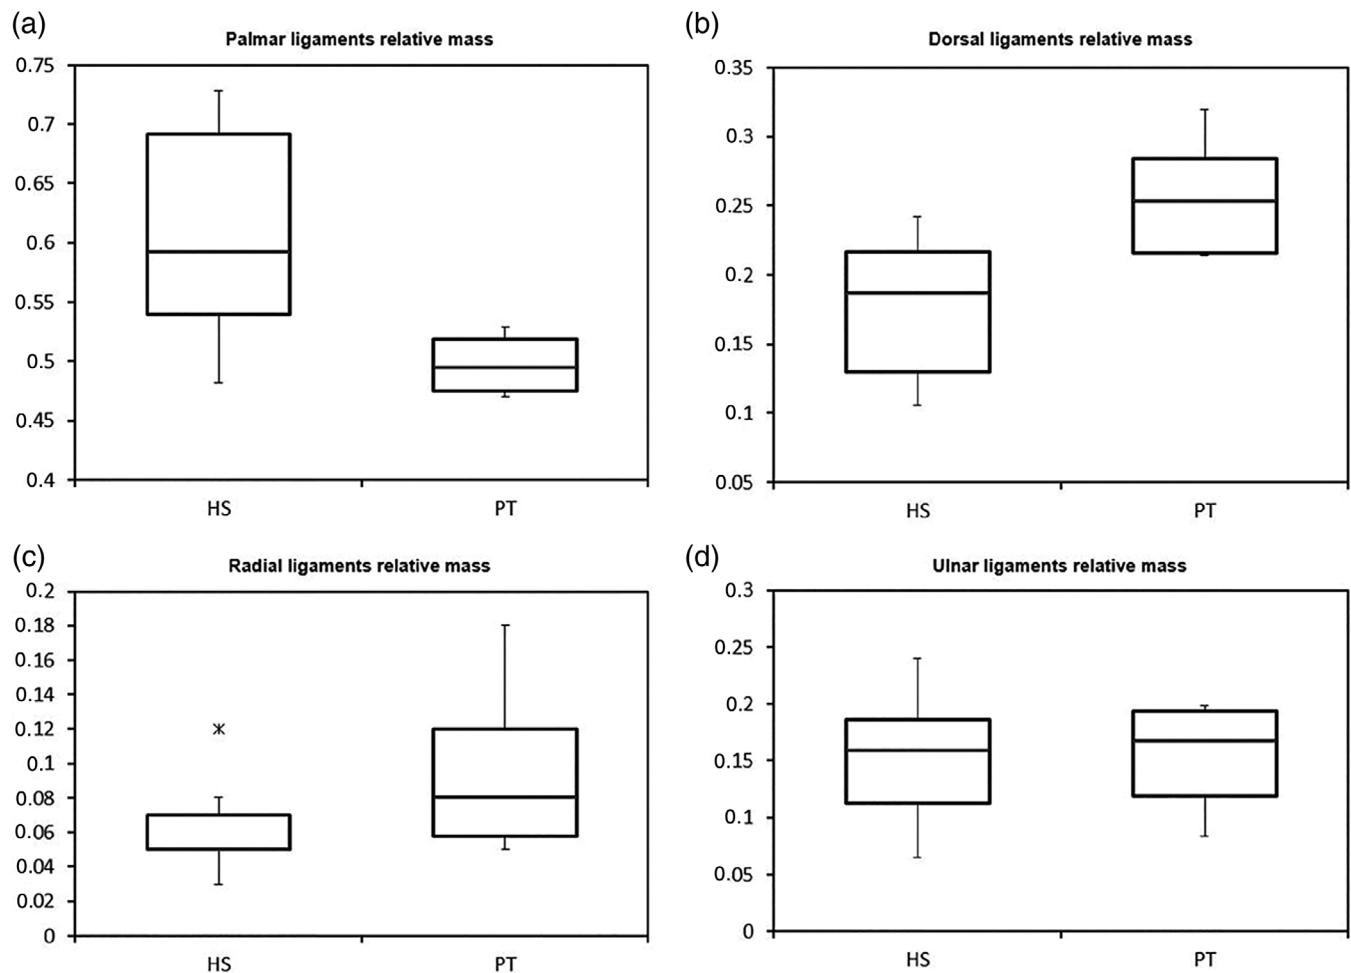 (a)
Palmar ligaments relative mass
0.75
0.7
0.65
0.6
0.55
0.5
0.45
0.4
HS PT
(b)
Dorsal ligaments relative mass
0.35
0.3
0.25
0.2
0.15
0.1
0.05
HS PT
(c)
Radial ligaments relative mass
0.2
0.18
0.16
0.14
0.12
0.1
0.08
0.06
0.04
0.02
0
HS PT
(d)
Ulnar ligaments relative mass
0.3
0.25
0.2
0.15
0.1
0.05
0
HS PT